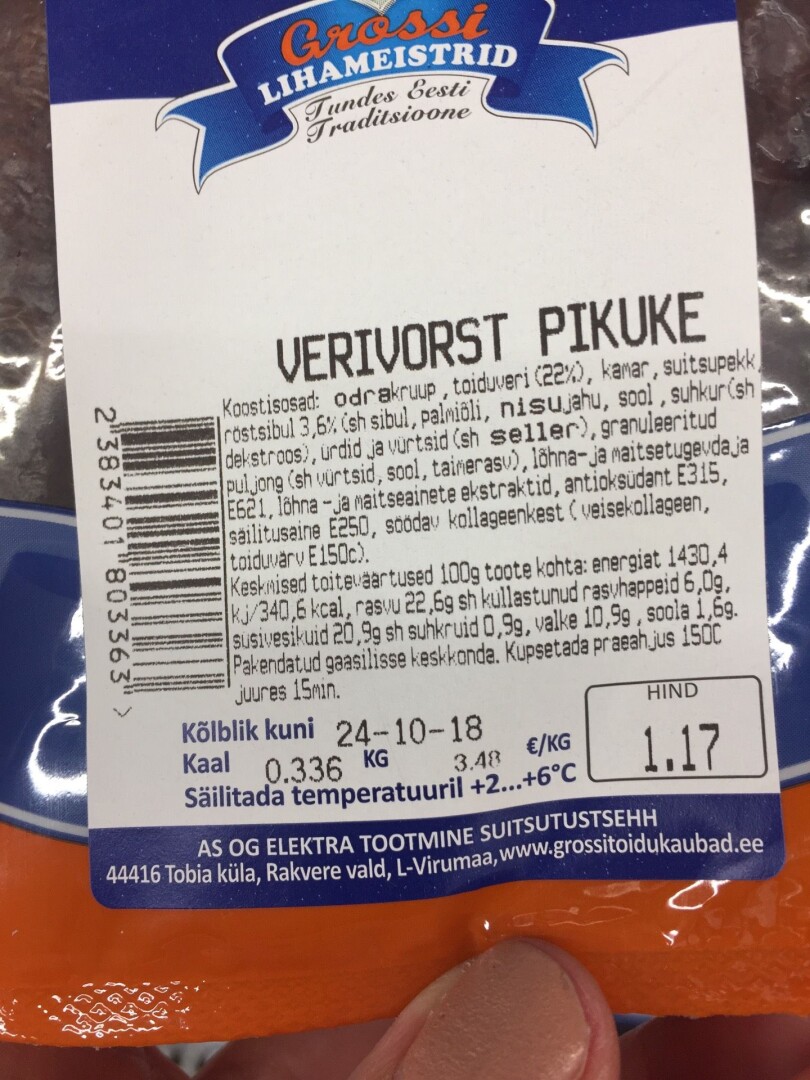 Grossi
LIHAMEISTRID
Tundes Eesti
Traditsioone
VERIVORST PIKUKE
Koostisosad: odrakruup, toiduveri (22%), kamar, suitsupekk,
röstsibul 3,6% (sh sibul, palmiõli, nisujahu, sool, suhkur(sh
dekstroos), ürdid ja vürtsid (sh seller), granuleeritud
puljong (sh vürtsid, sool, taimerasv), lõhna-ja maitsetugevdaja
E621, lõhna-ja maitseainete ekstraktid, antioksüdant E315,
säilitusaine E250, söödav kollageenkest (veisekollageen,
toiduvärv E150c).
Keskmised toiteväärtused 100g toote kohta: energiat 1430,4
kj/340,6 kcal, rasvu 22,6g sh küllastunud rasvhappeid 6,0g,
süsivesikuid 20,9g sh suhkruid 0,9g, valke 10,9g, soola 1,6g.
Pakendatud gaasilisse keskkonda. Küpsetada praeahjus 150C
juures 15min.
2 383401 803363 >
Kõlblik kuni 24-10-18
HIND
Kaal 0.336 KG 3.48 €/KG
1.17
Säilitada temperatuuril +2...+6°C
AS OG ELEKTRA TOOTMINE SUITSUTUSTSEHH
44416 Tobia küla, Rakvere vald, L-Virumaa, www.grossitoidukaubad.ee